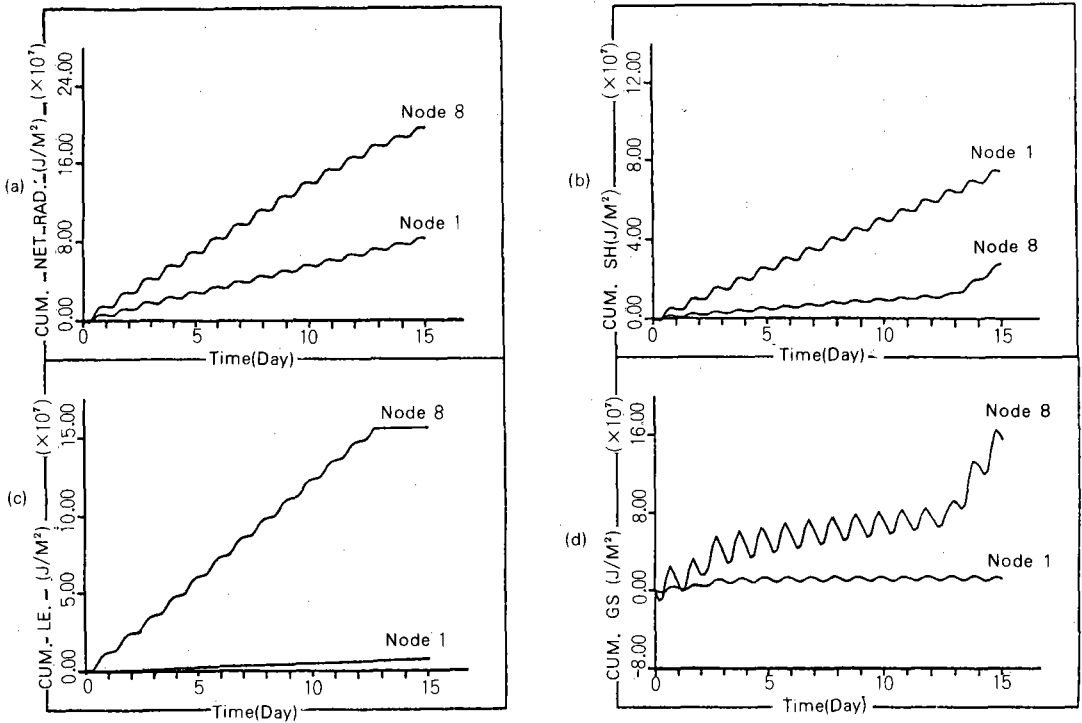 (a)
CUM. NET. RAD. (J/M²) (×10⁷)
24.00
16.00
8.00
0.00
Node 8
Node 1
0 5 10 15
Time(Day)
(b)
CUM. SH(J/M²) (×10⁷)
12.00
8.00
4.00
0.00
Node 1
Node 8
0 5 10 15
Time(Day)
(c)
CUM. LE. (J/M²) (×10⁷)
15.00
10.00
5.00
0.00
Node 8
Node 1
0 5 10 15
Time(Day)
(d)
CUM. GS (J/M²) (×10⁷)
16.00
8.00
0.00
-8.00
Node 8
Node 1
0 5 10 15
Time(Day)